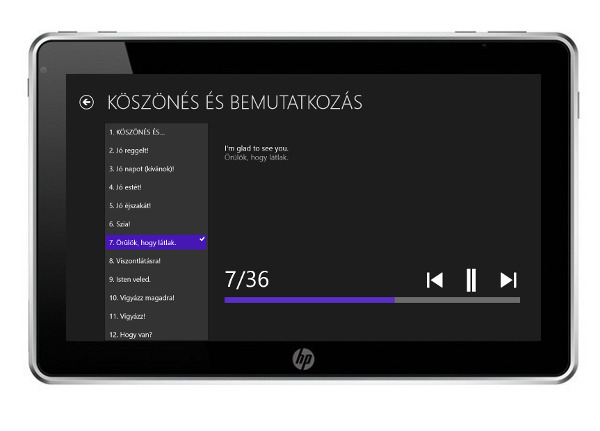 KÖSZÖNÉS ÉS BEMUTATKOZÁS
1. KÖSZÖNÉS ÉS...
2. Jó reggelt!
3. Jó napot (kívánok)!
4. Jó estét!
5. Jó éjszakát!
6. Szia!
7. Örülök, hogy látlak.
8. Viszontlátásra!
9. Isten veled.
10. Vigyázz magadra!
11. Vigyázz!
12. Hogy van?
I'm glad to see you.
Örülök, hogy látlak.
7/36
hp